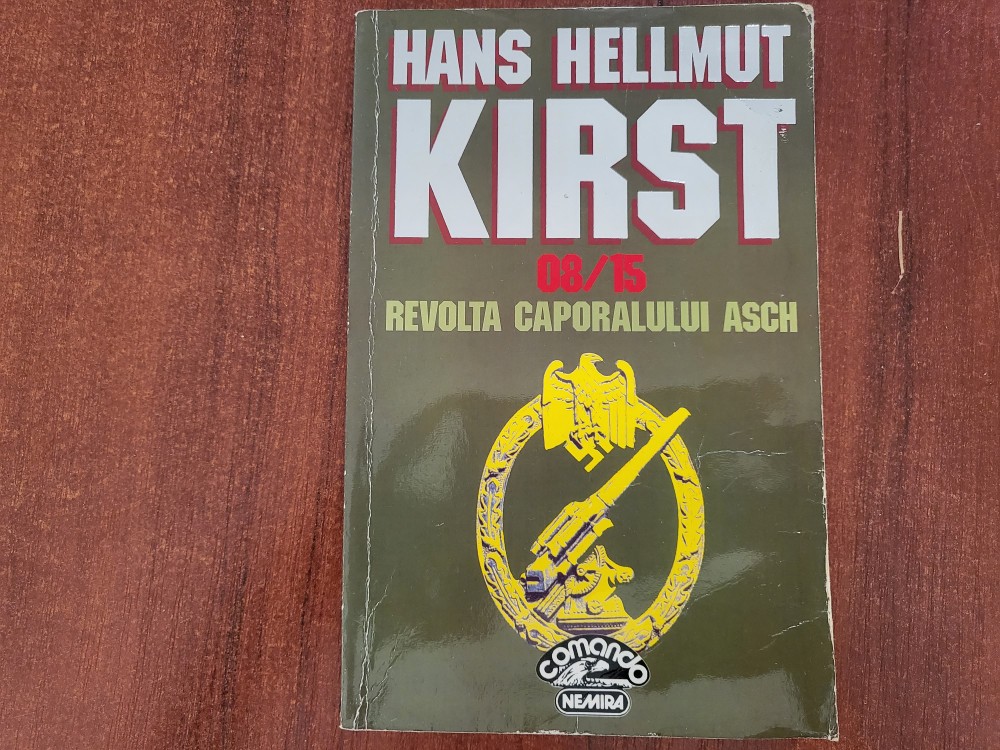 HANS HELLMUT
KIRST
08/15
REVOLTA CAPORALULUI ASCH
comando
NEMIRA